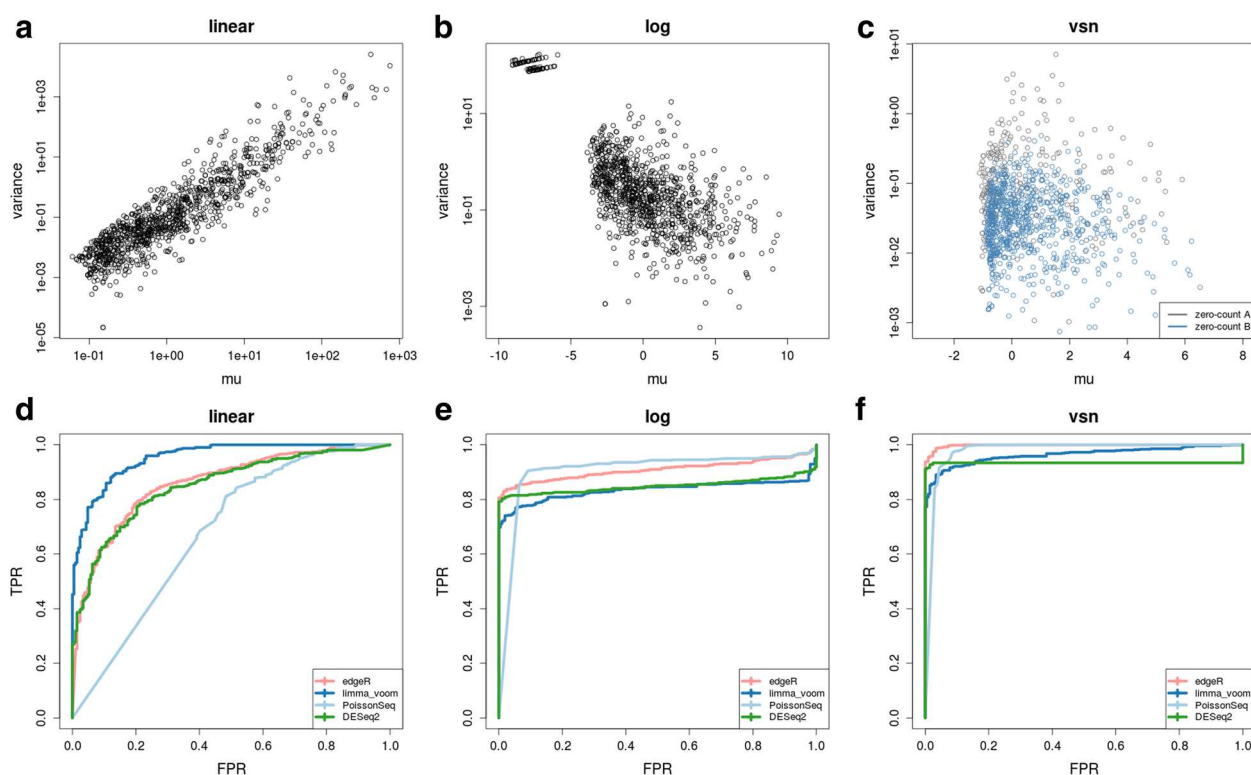 a
linear
variance
1e+03
1e+01
1e-01
1e-03
1e-05
1e-01
1e+00
1e+01
1e+02
1e+03
mu
b
log
variance
1e+01
1e-01
1e-03
-10
-5
0
5
10
mu
c
vsn
variance
1e+01
1e+00
1e-01
1e-02
1e-03
-2
0
2
4
6
8
mu
zero-count A
zero-count B
d
linear
TPR
1.0
0.8
0.6
0.4
0.2
0.0
0.0
0.2
0.4
0.6
0.8
1.0
FPR
edgeR
limma_voom
PoissonSeq
DESeq2
e
log
TPR
1.0
0.8
0.6
0.4
0.2
0.0
0.0
0.2
0.4
0.6
0.8
1.0
FPR
edgeR
limma_voom
PoissonSeq
DESeq2
f
vsn
TPR
1.0
0.8
0.6
0.4
0.2
0.0
0.0
0.2
0.4
0.6
0.8
1.0
FPR
edgeR
limma_voom
PoissonSeq
DESeq2